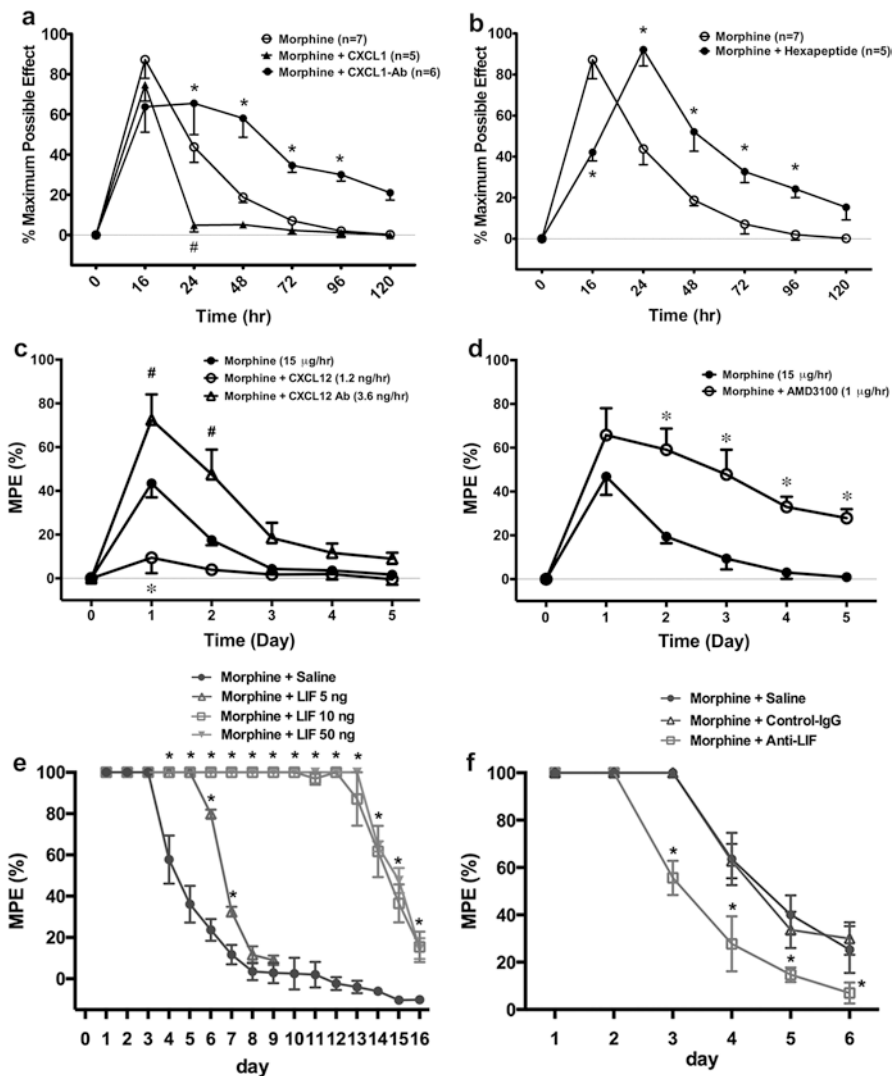 a
Morphine (n=7)
Morphine + CXCL1 (n=5)
Morphine + CXCL1-Ab (n=6)
% Maximum Possible Effect
100
80
60
40
20
0
* * * *
#
0 16 24 48 72 96 120
Time (hr)
b
Morphine (n=7)
Morphine + Hexapeptide (n=5)
% Maximum Possible Effect
100
80
60
40
20
0
* * * * *
0 16 24 48 72 96 120
Time (hr)
c
Morphine (15 µg/hr)
Morphine + CXCL12 (1.2 ng/hr)
Morphine + CXCL12 Ab (3.6 ng/hr)
MPE (%)
100
80
60
40
20
0
# #
*
0 1 2 3 4 5
Time (Day)
d
Morphine (15 µg/hr)
Morphine + AMD3100 (1 µg/hr)
MPE (%)
100
80
60
40
20
0
* * * *
0 1 2 3 4 5
Time (Day)
e
Morphine + Saline
Morphine + LIF 5 ng
Morphine + LIF 10 ng
Morphine + LIF 50 ng
MPE (%)
100
80
60
40
20
0
* * * * * * * * * *
* * * * *
0 1 2 3 4 5 6 7 8 9 10 11 12 13 14 15 16
day
f
Morphine + Saline
Morphine + Control-IgG
Morphine + Anti-LIF
MPE (%)
100
80
60
40
20
0
* * * *
1 2 3 4 5 6
day